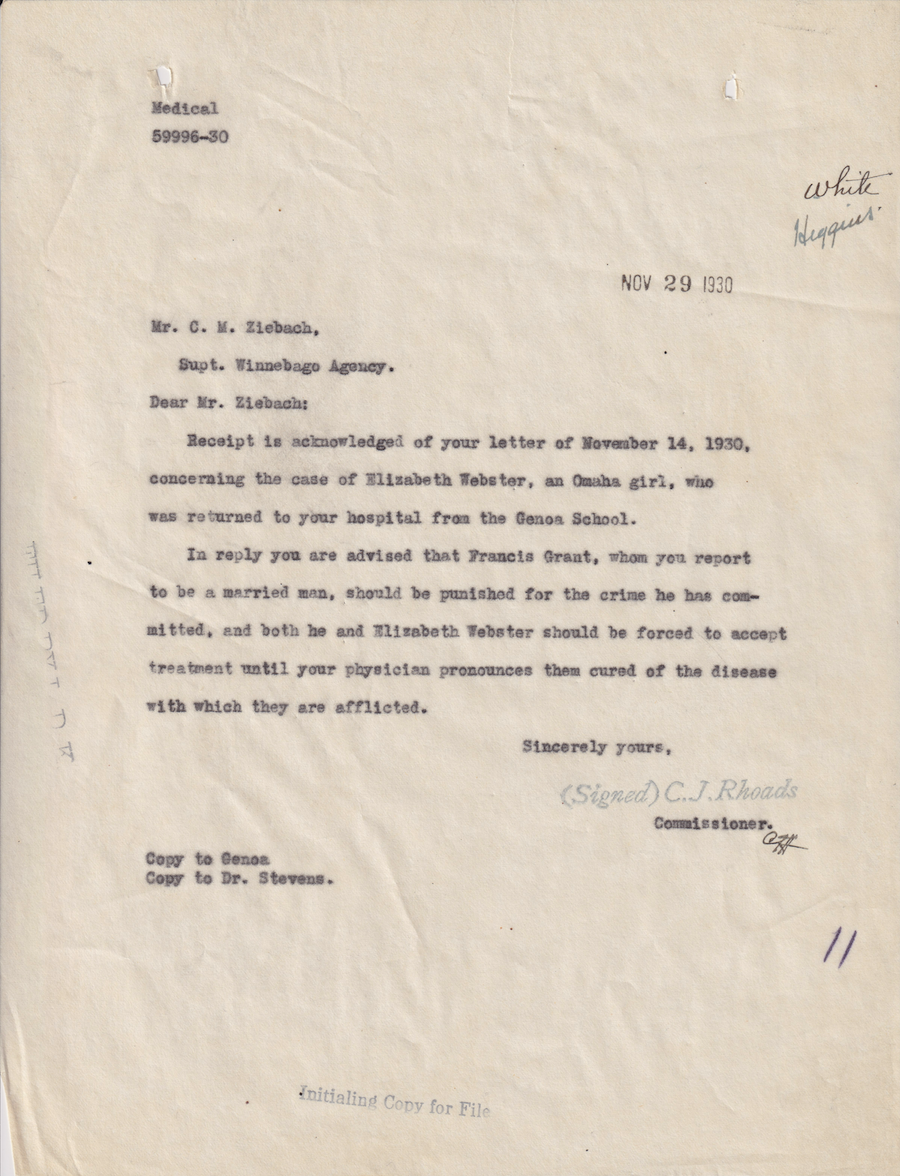 Medical
59996-30
White
Higgins
NOV 29 1930
Mr. C. M. Ziebach,
Supt. Winnebago Agency.
Dear Mr. Ziebach:
Receipt is acknowledged of your letter of November 14, 1930,
concerning the case of Elizabeth Webster, an Omaha girl, who
was returned to your hospital from the Genoa School.
In reply you are advised that Francis Grant, whom you report
to be a married man, should be punished for the crime he has com-
mitted, and both he and Elizabeth Webster should be forced to accept
treatment until your physician pronounces them cured of the disease
with which they are afflicted.
Sincerely yours,
(Signed) C. J. Rhoads
Commissioner.
Copy to Genoa
Copy to Dr. Stevens.
11
Initialing Copy for File